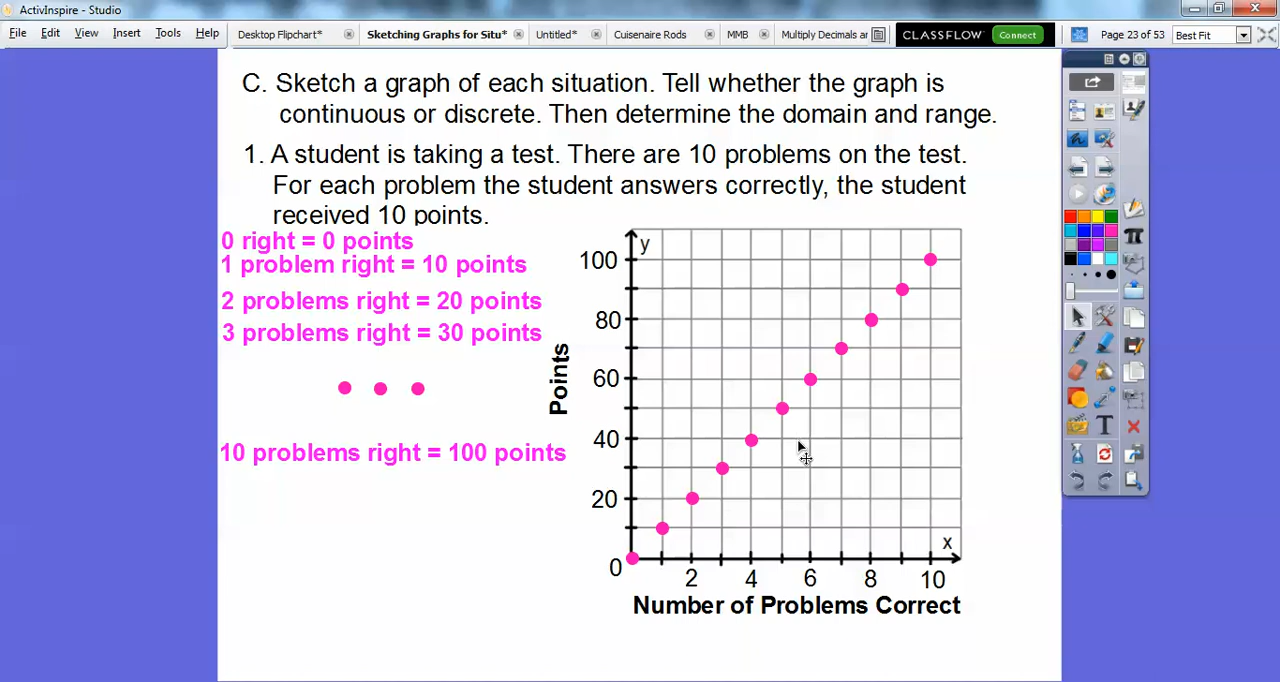 ActivInspire - Studio
File Edit View Insert Tools Help Desktop Flipchart* Sketching Graphs for Situ* Untitled* Cuisenaire Rods MMB Multiply Decimals ar CLASSFLOW Connect Page 23 of 53 Best Fit
C. Sketch a graph of each situation. Tell whether the graph is
continuous or discrete. Then determine the domain and range.
1. A student is taking a test. There are 10 problems on the test.
For each problem the student answers correctly, the student
received 10 points.
0 right = 0 points
1 problem right = 10 points
2 problems right = 20 points
3 problems right = 30 points
10 problems right = 100 points
y
100
80
60
40
20
0
Points
x
2 4 6 8 10
Number of Problems Correct